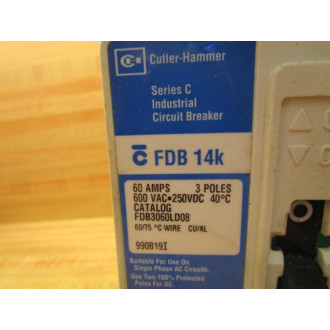 Cutler-Hammer
Series C
Industrial
Circuit Breaker
C FDB 14k
60 AMPS 3 POLES
600 VAC•250VDC 40°C
CATALOG
FDB3060LD08
60/75 °C WIRE CU/AL
990819I
Suitable For Use On
Single Phase AC Circuits.
Use Two 100% Protected
Poles For DC.